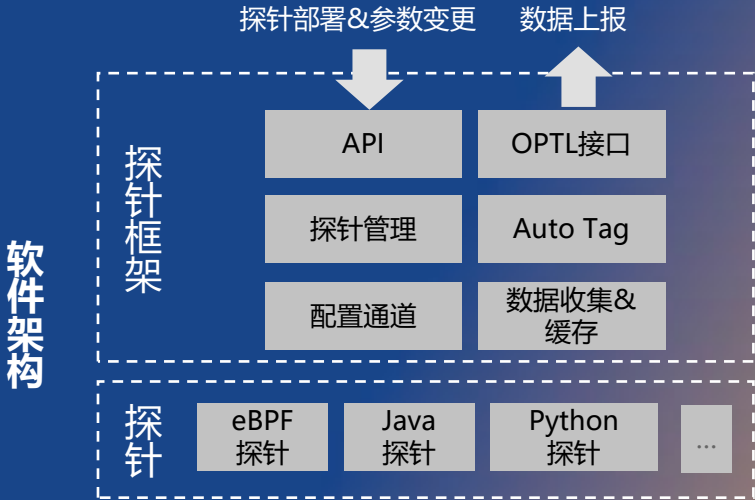 探针部署&参数变更
数据上报
软件架构
探针框架
API
OPTL接口
探针管理
Auto Tag
配置通道
数据收集&
缓存
探针
eBPF
探针
Java
探针
Python
探针
...